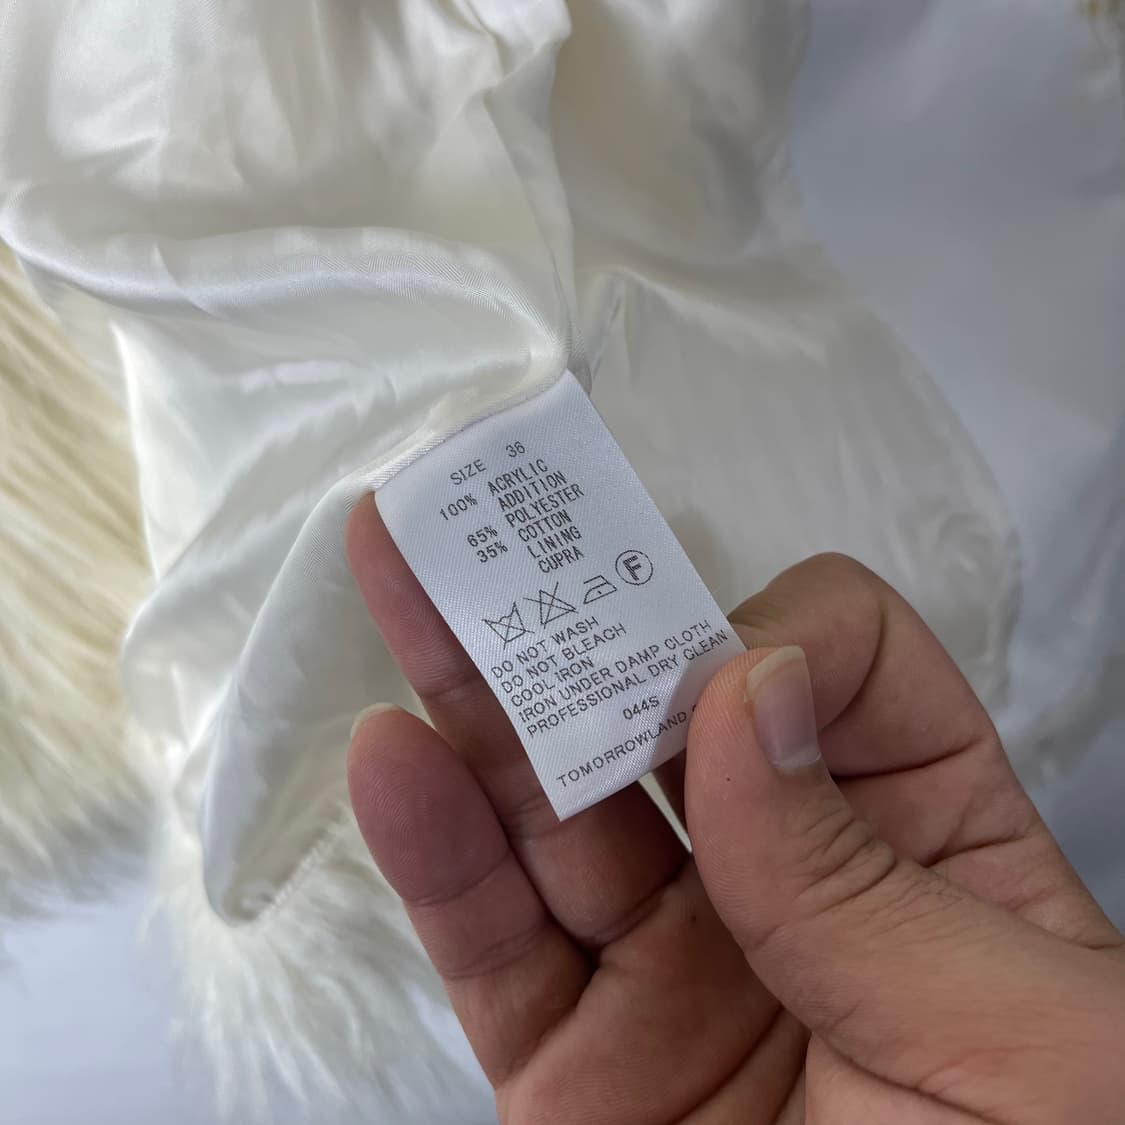 SIZE 36
100% ACRYLIC
ADDITION
65% POLYESTER
35% COTTON
LINING
CUPRA
F
DO NOT WASH
DO NOT BLEACH
COOL IRON
IRON UNDER DAMP CLOTH
PROFESSIONAL DRY CLEAN
044S
TOMORROWLAND